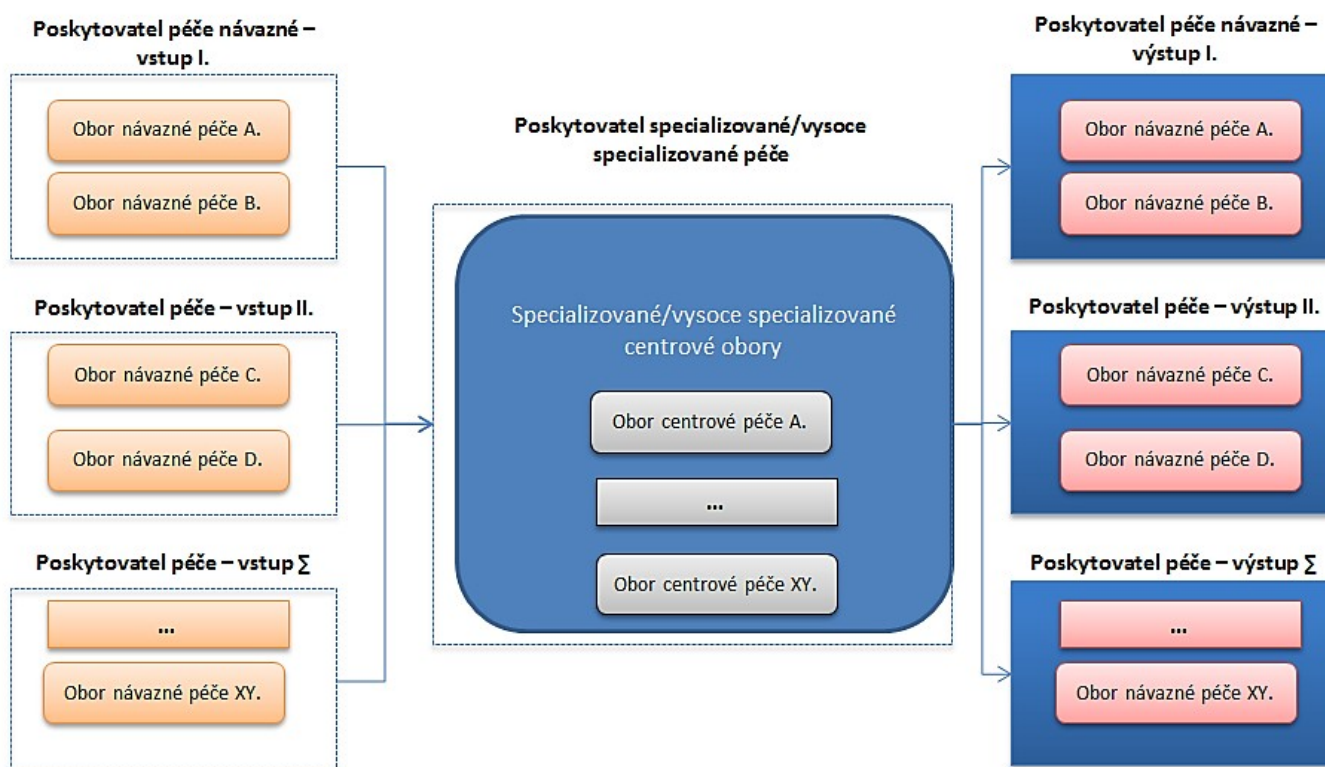 Poskytovatel péče návazné –
vstup I.
Obor návazné péče A.
Obor návazné péče B.
Poskytovatel péče – vstup II.
Obor návazné péče C.
Obor návazné péče D.
Poskytovatel péče – vstup ∑
...
Obor návazné péče XY.
Poskytovatel specializované/vysoce
specializované péče
Specializované/vysoce specializované
centrové obory
Obor centrové péče A.
...
Obor centrové péče XY.
Poskytovatel péče návazné –
výstup I.
Obor návazné péče A.
Obor návazné péče B.
Poskytovatel péče – výstup II.
Obor návazné péče C.
Obor návazné péče D.
Poskytovatel péče – výstup ∑
...
Obor návazné péče XY.